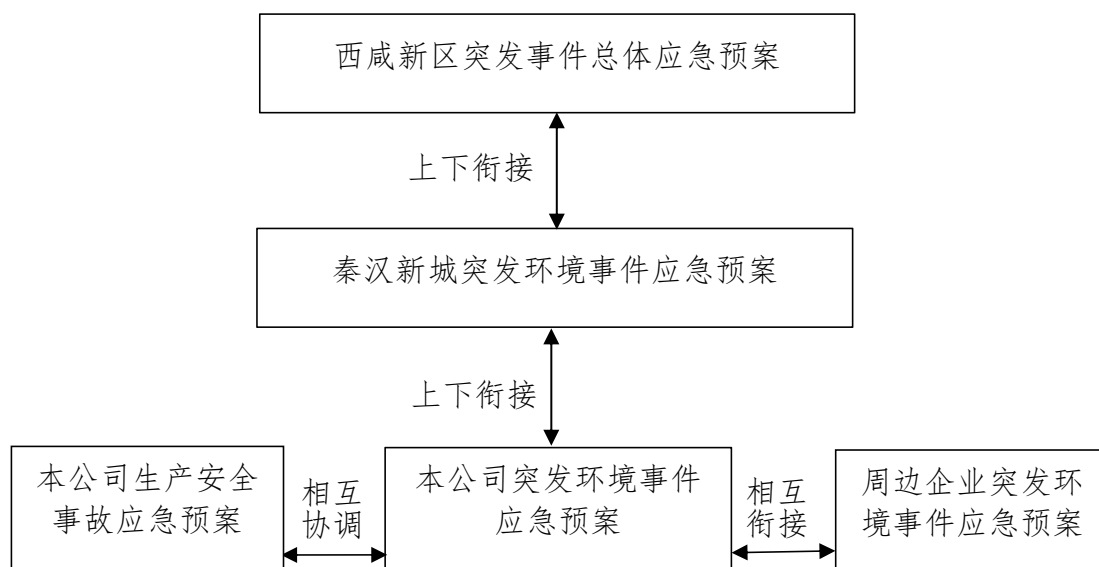 西咸新区突发事件总体应急预案
上下衔接
秦汉新城突发环境事件应急预案
上下衔接
本公司生产安全
事故应急预案
相互
协调
本公司突发环境事件
应急预案
相互
衔接
周边企业突发环
境事件应急预案